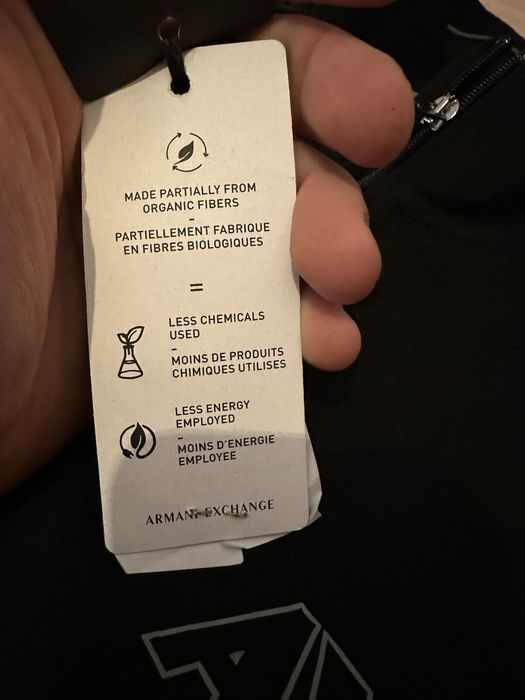 MADE PARTIALLY FROM
ORGANIC FIBERS
-
PARTIELLEMENT FABRIQUE
EN FIBRES BIOLOGIQUES
=
LESS CHEMICALS
USED
-
MOINS DE PRODUITS
CHIMIQUES UTILISES
LESS ENERGY
EMPLOYED
-
MOINS D'ENERGIE
EMPLOYEE
ARMANI EXCHANGE